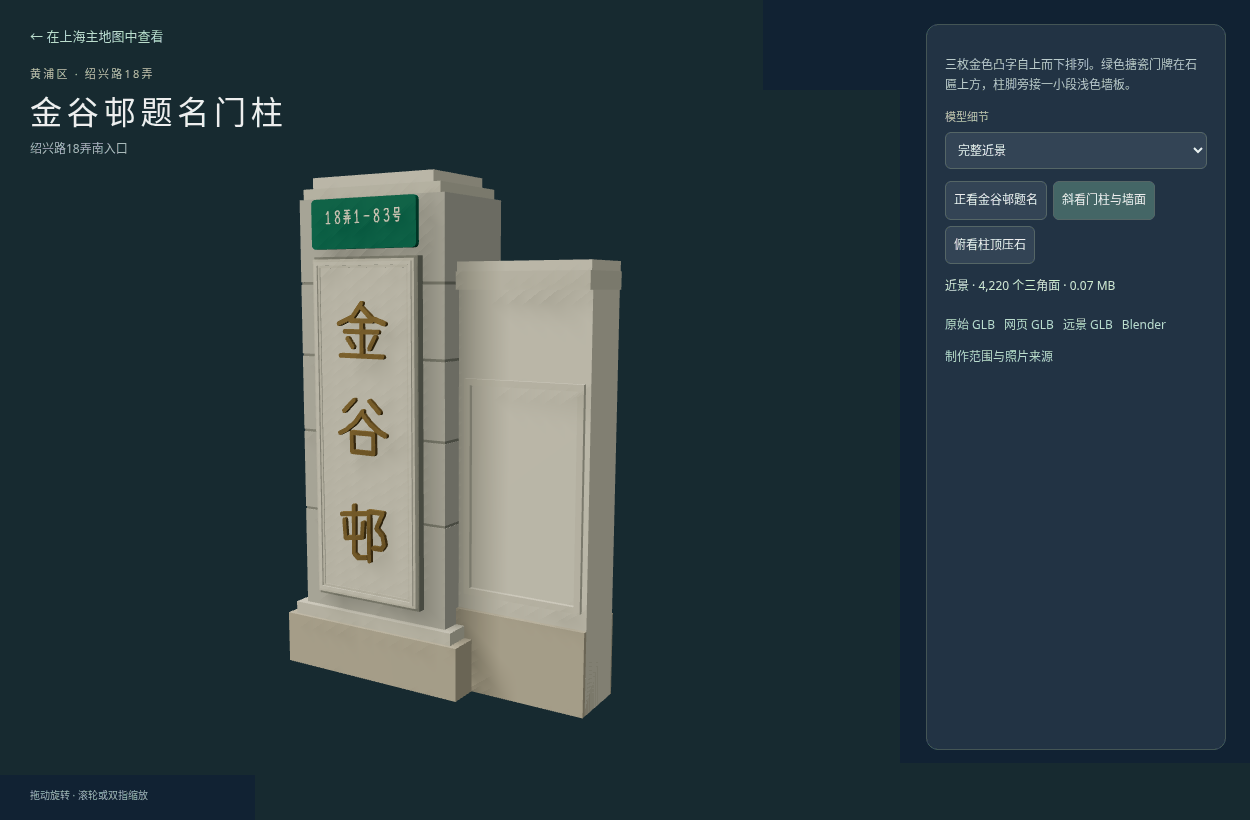 ← 在上海主地图中查看
黄浦区 · 绍兴路18弄
金谷邨题名门柱
绍兴路18弄南入口
18弄1-83号
金
谷
邨
拖动旋转 · 滚轮或双指缩放
三枚金色凸字自上而下排列。绿色搪瓷门牌在石
匾上方，柱脚旁接一小段浅色墙板。
模型细节
完整近景
正看金谷邨题名
斜看门柱与墙面
俯看柱顶压石
近景 · 4,220 个三角面 · 0.07 MB
原始 GLB 网页 GLB 远景 GLB Blender
制作范围与照片来源